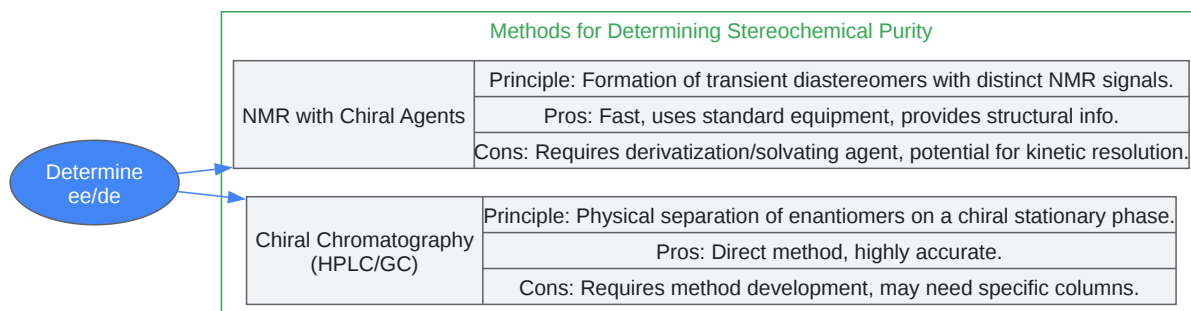 Methods for Determining Stereochemical Purity
NMR with Chiral Agents
Principle: Formation of transient diastereomers with distinct NMR signals.
Pros: Fast, uses standard equipment, provides structural info.
Cons: Requires derivatization/solvating agent, potential for kinetic resolution.
Determine
ee/de
Chiral Chromatography
(HPLC/GC)
Principle: Physical separation of enantiomers on a chiral stationary phase.
Pros: Direct method, highly accurate.
Cons: Requires method development, may need specific columns.